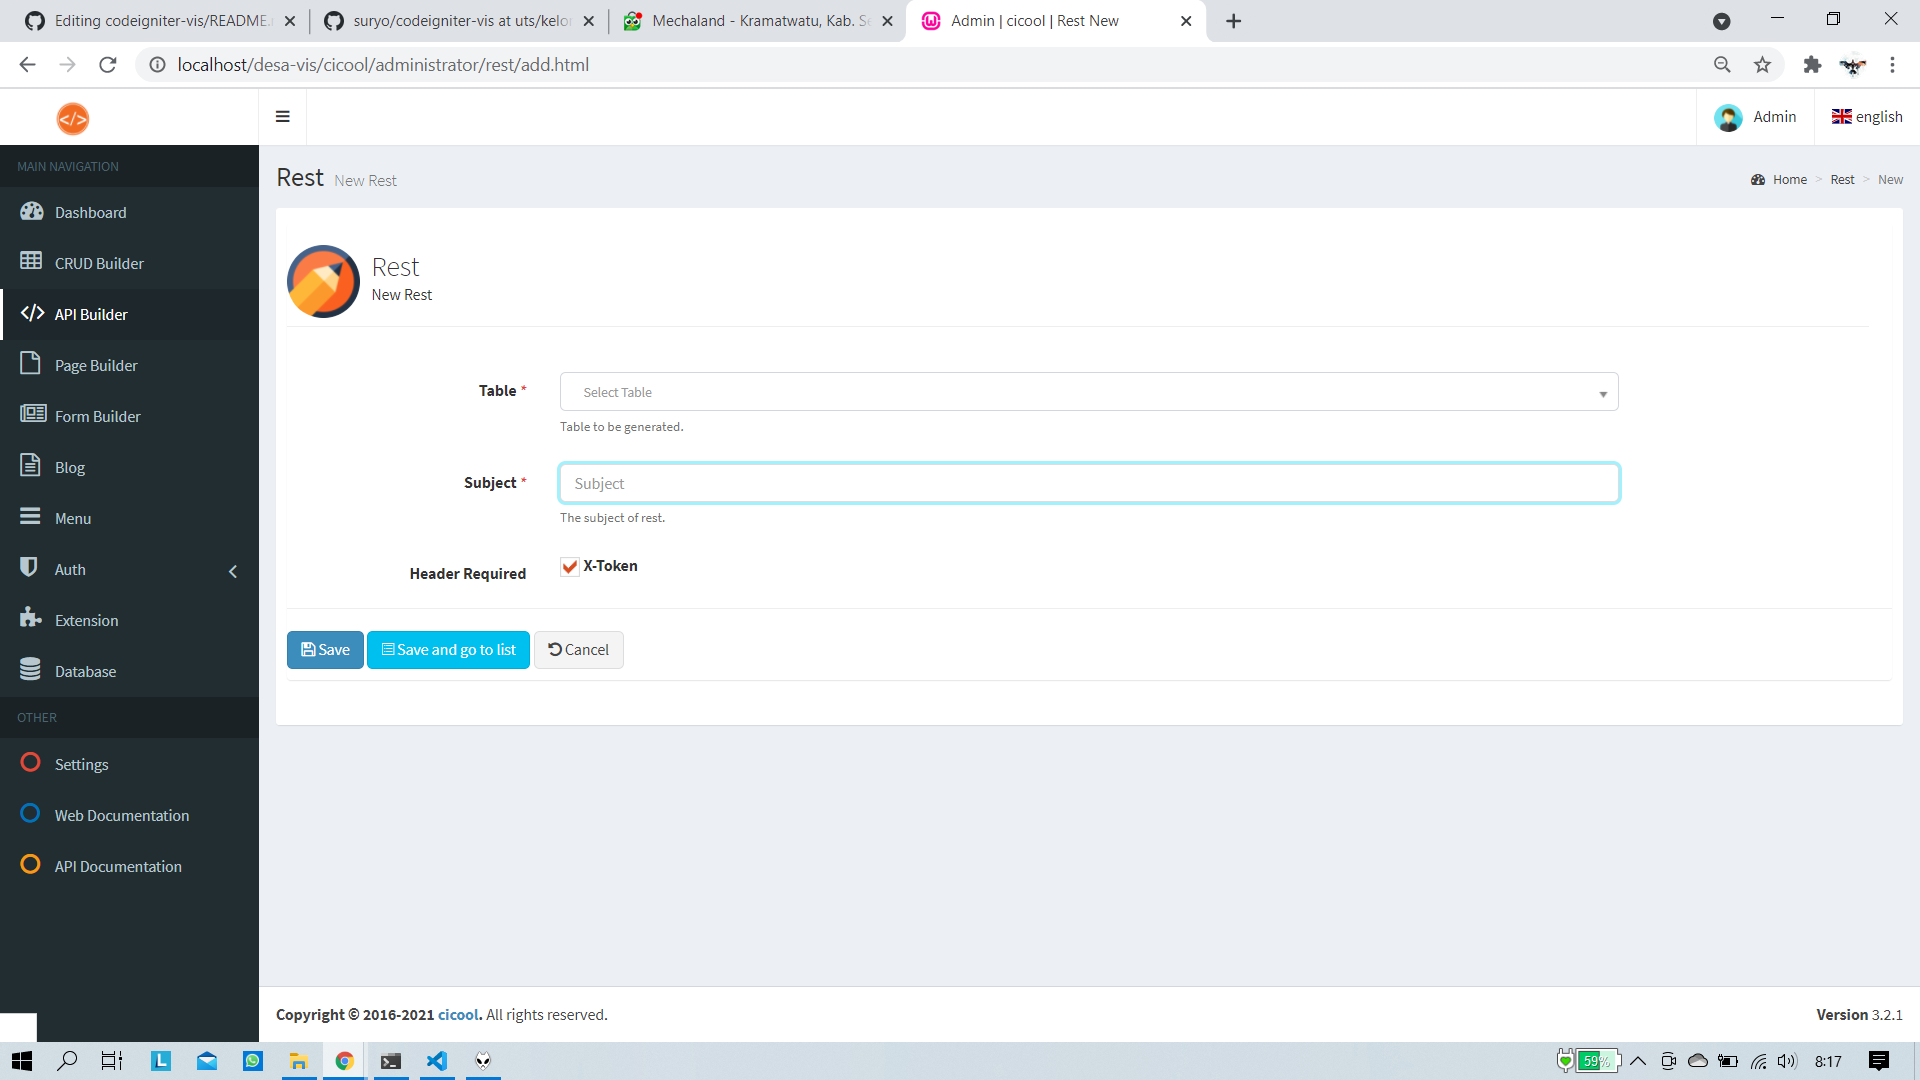 Editing codeigniter-vis/README.
suryo/codeigniter-vis at uts/kelo
Mechaland - Kramatwatu, Kab. Se
Admin | cicool | Rest New
localhost/desa-vis/cicool/administrator/rest/add.html
</>
Admin
english
MAIN NAVIGATION
Dashboard
CRUD Builder
API Builder
Page Builder
Form Builder
Blog
Menu
Auth
Extension
Database
OTHER
Settings
Web Documentation
API Documentation
Rest New Rest
Home > Rest > New
Rest
New Rest
Table *
Select Table
Table to be generated.
Subject *
Subject
The subject of rest.
Header Required
X-Token
Save
Save and go to list
Cancel
Copyright © 2016-2021 cicool. All rights reserved.
Version 3.2.1
L
59%
8:17